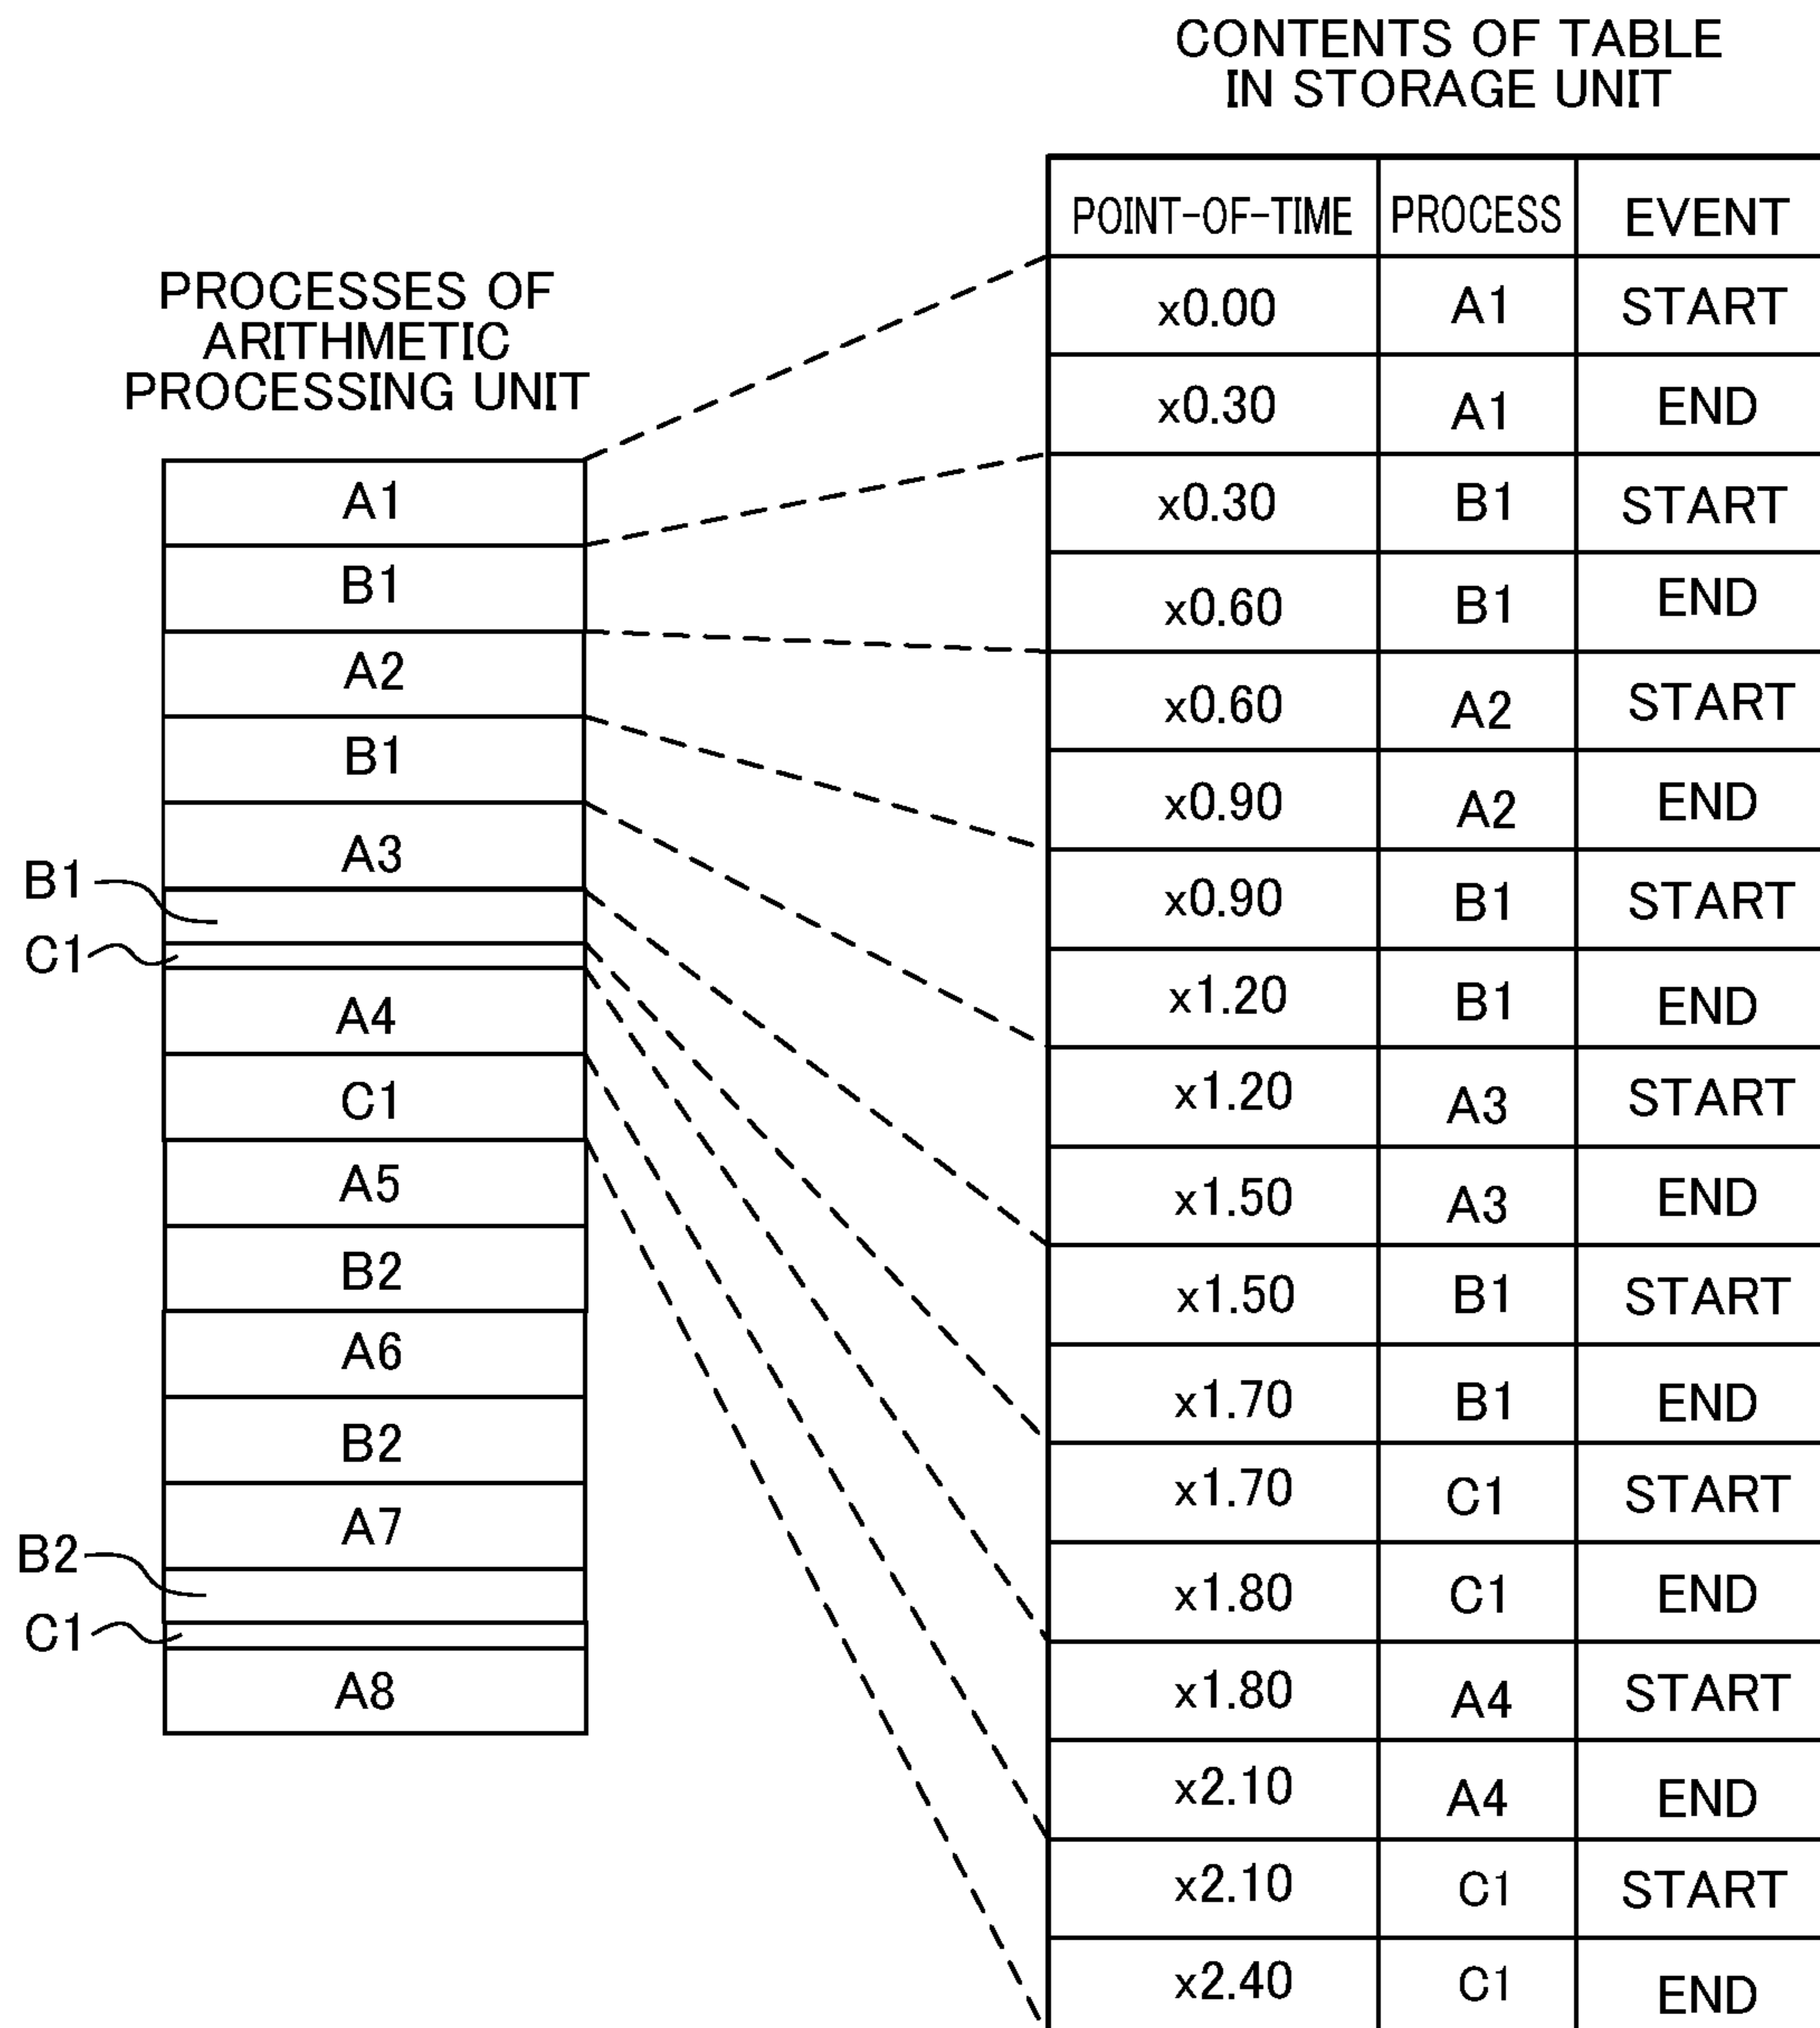 CONTENTS OF TABLE
IN STORAGE UNIT
PROCESSES OF
ARITHMETIC
PROCESSING UNIT
A1
B1
A2
B1
A3
B1
C1
A4
C1
A5
B2
A6
B2
A7
B2
C1
A8
POINT-OF-TIME PROCESS EVENT
x0.00 A1 START
x0.30 A1 END
x0.30 B1 START
x0.60 B1 END
x0.60 A2 START
x0.90 A2 END
x0.90 B1 START
x1.20 B1 END
x1.20 A3 START
x1.50 A3 END
x1.50 B1 START
x1.70 B1 END
x1.70 C1 START
x1.80 C1 END
x1.80 A4 START
x2.10 A4 END
x2.10 C1 START
x2.40 C1 END